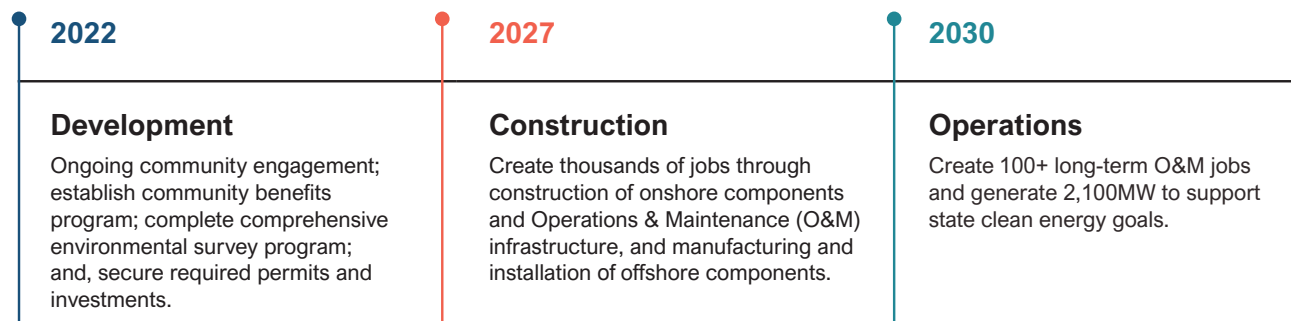 2022
Development
Ongoing community engagement;
establish community benefits
program; complete comprehensive
environmental survey program;
and, secure required permits and
investments.
2027
Construction
Create thousands of jobs through
construction of onshore components
and Operations & Maintenance (O&M)
infrastructure, and manufacturing and
installation of offshore components.
2030
Operations
Create 100+ long-term O&M jobs
and generate 2,100MW to support
state clean energy goals.